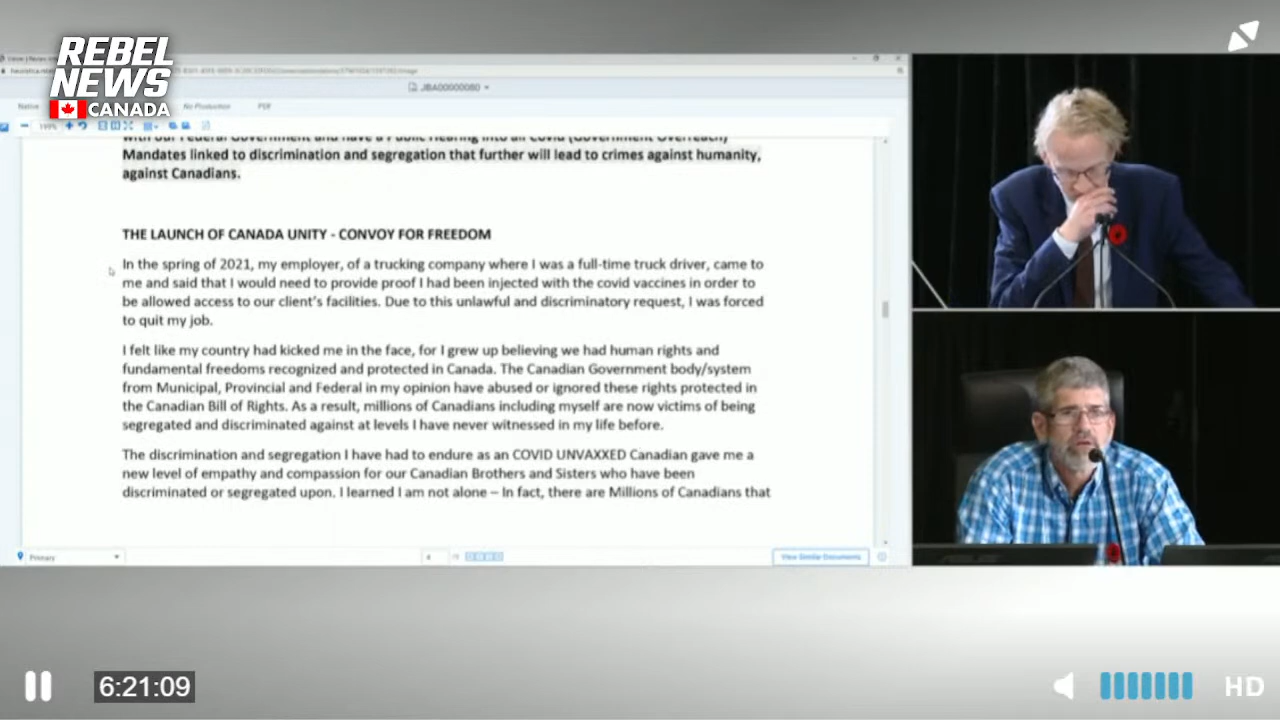 REBEL
NEWS
CANADA
JBA00000080
No Production
PDF
199%
Mandates linked to discrimination and segregation that further will lead to crimes against humanity,
against Canadians.
THE LAUNCH OF CANADA UNITY - CONVOY FOR FREEDOM
In the spring of 2021, my employer, of a trucking company where I was a full-time truck driver, came to
me and said that I would need to provide proof I had been injected with the covid vaccines in order to
be allowed access to our client's facilities. Due to this unlawful and discriminatory request, I was forced
to quit my job.
I felt like my country had kicked me in the face, for I grew up believing we had human rights and
fundamental freedoms recognized and protected in Canada. The Canadian Government body/system
from Municipal, Provincial and Federal in my opinion have abused or ignored these rights protected in
the Canadian Bill of Rights. As a result, millions of Canadians including myself are now victims of being
segregated and discriminated against at levels I have never witnessed in my life before.
The discrimination and segregation I have had to endure as an COVID UNVAXXED Canadian gave me a
new level of empathy and compassion for our Canadian Brothers and Sisters who have been
discriminated or segregated upon. I learned I am not alone – In fact, there are Millions of Canadians that
Primary
View Similar Documents
6:21:09
HD